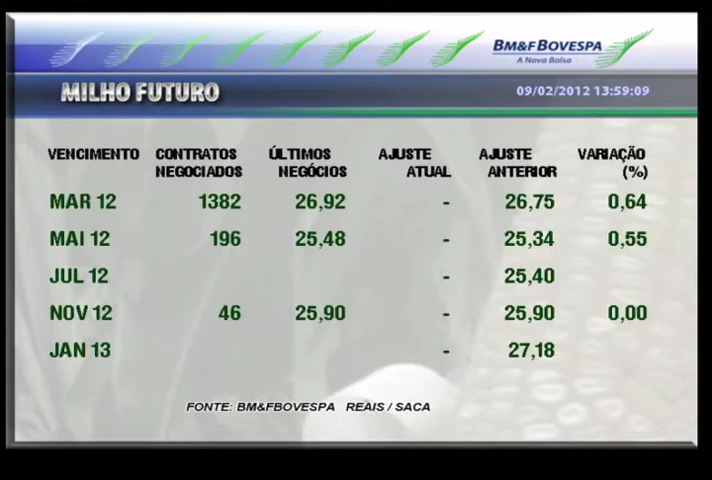 BM&FBOVESPA
A Nova Bolsa
MILHO FUTURO 09/02/2012 13:59:09
VENCIMENTO CONTRATOS NEGOCIADOS ÚLTIMOS NEGÓCIOS AJUSTE ATUAL AJUSTE ANTERIOR VARIAÇÃO (%)
MAR 12 1382 26,92 - 26,75 0,64
MAI 12 196 25,48 - 25,34 0,55
JUL 12 - 25,40
NOV 12 46 25,90 - 25,90 0,00
JAN 13 - 27,18
FONTE: BM&FBOVESPA REAIS / SACA